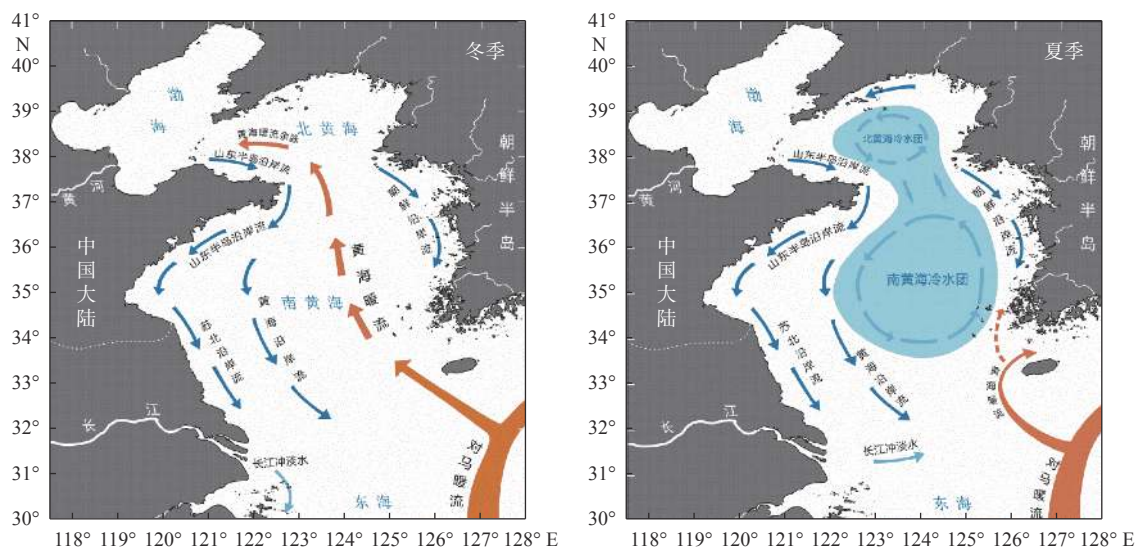 41°
N
40°
39°
38°
37°
36°
35°
34°
33°
32°
31°
30°
118° 119° 120° 121° 122° 123° 124° 125° 126° 127° 128° E
冬季
渤海
北黄海
黄海暖流余脉
山东半岛沿岸流
朝鲜半岛
黄河
朝鲜沿岸流
山东半岛沿岸流
中国大陆
黄海暖流
南黄海
苏北沿岸流
黄海沿岸流
长江
长江冲淡水
对马暖流
东海
41°
N
40°
39°
38°
37°
36°
35°
34°
33°
32°
31°
30°
118° 119° 120° 121° 122° 123° 124° 125° 126° 127° 128° E
夏季
渤海
北黄海冷水团
山东半岛沿岸流
朝鲜半岛
黄河
朝鲜沿岸流
山东半岛沿岸流
中国大陆
南黄海冷水团
苏北沿岸流
黄海沿岸流
黄海暖流
长江
长江冲淡水
对马暖流
东海